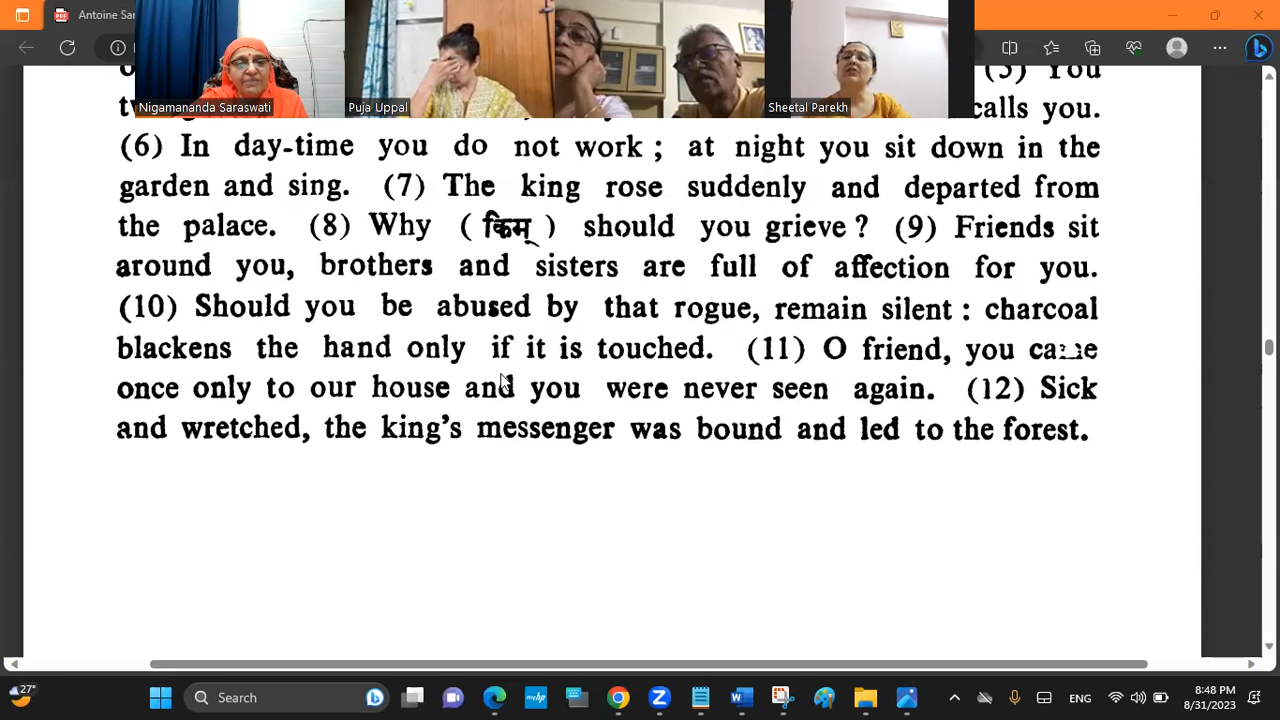 Antoine Sar
Nigamananda Saraswati
Puja Uppal
Sheetal Parekh
(5) You
calls you.
(6) In day-time you do not work ; at night you sit down in the
garden and sing. (7) The king rose suddenly and departed from
the palace. (8) Why ( किम् ) should you grieve ? (9) Friends sit
around you, brothers and sisters are full of affection for you.
(10) Should you be abused by that rogue, remain silent : charcoal
blackens the hand only if it is touched. (11) O friend, you came
once only to our house and you were never seen again. (12) Sick
and wretched, the king's messenger was bound and led to the forest.
27°
Search
ENG
8:48 PM
8/31/2023